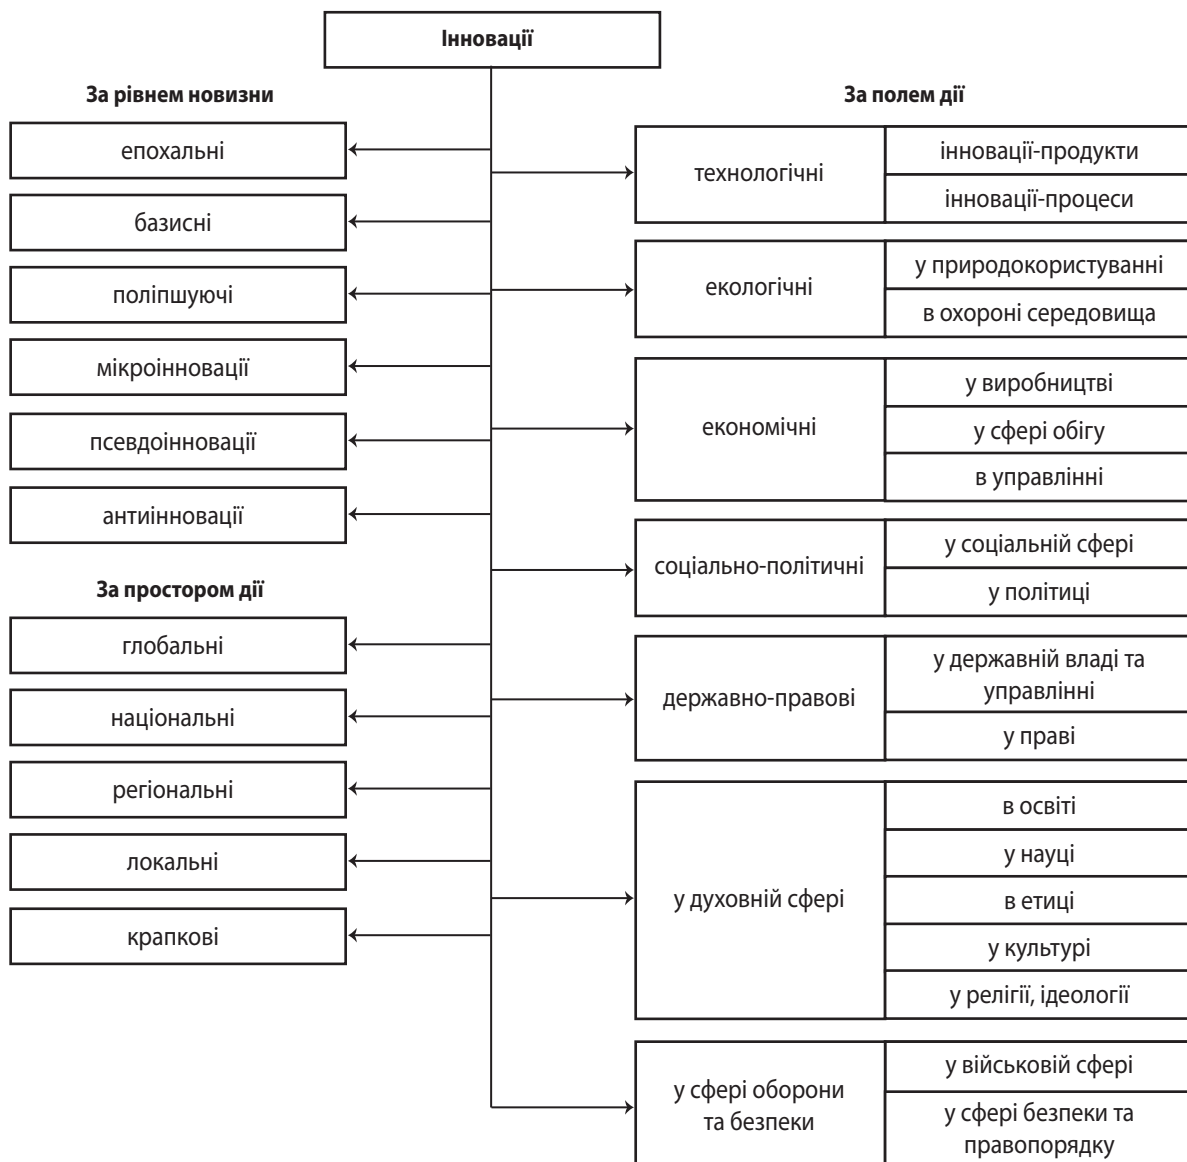 Інновації
За рівнем новизни
епохальні
базисні
поліпшуючі
мікроінновації
псевдоінновації
антиінновації
За простором дії
глобальні
національні
регіональні
локальні
крапкові
За полем дії
технологічні
інновації-продукти
інновації-процеси
екологічні
у природокористуванні
в охороні середовища
економічні
у виробництві
у сфері обігу
в управлінні
соціально-політичні
у соціальній сфері
у політиці
державно-правові
у державній владі та
управлінні
у праві
у духовній сфері
в освіті
у науці
в етиці
у культурі
у релігії, ідеології
у сфері оборони
та безпеки
у військовій сфері
у сфері безпеки та
правопорядку